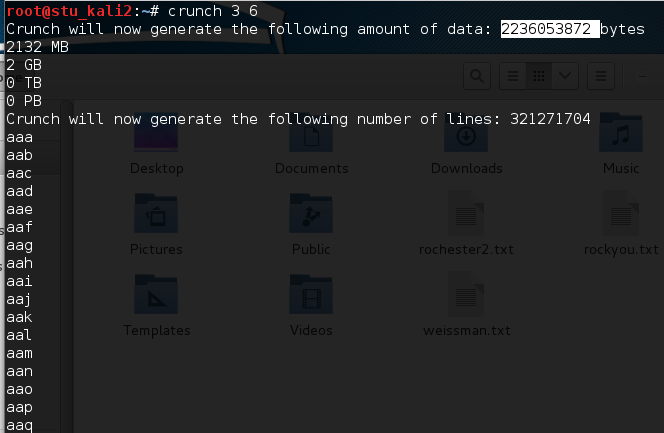 root@stu_kali2:~# crunch 3 6
Crunch will now generate the following amount of data: 2236053872 bytes
2132 MB
2 GB
0 TB
0 PB
Crunch will now generate the following number of lines: 321271704
aaa
aab
aac
aad
aae
aaf
aag
aah
aai
aaj
aak
aal
aam
aan
aao
aap
aaq
Desktop
Documents
Downloads
Music
Pictures
Public
rochester2.txt
rockyou.txt
Templates
Videos
weissman.txt